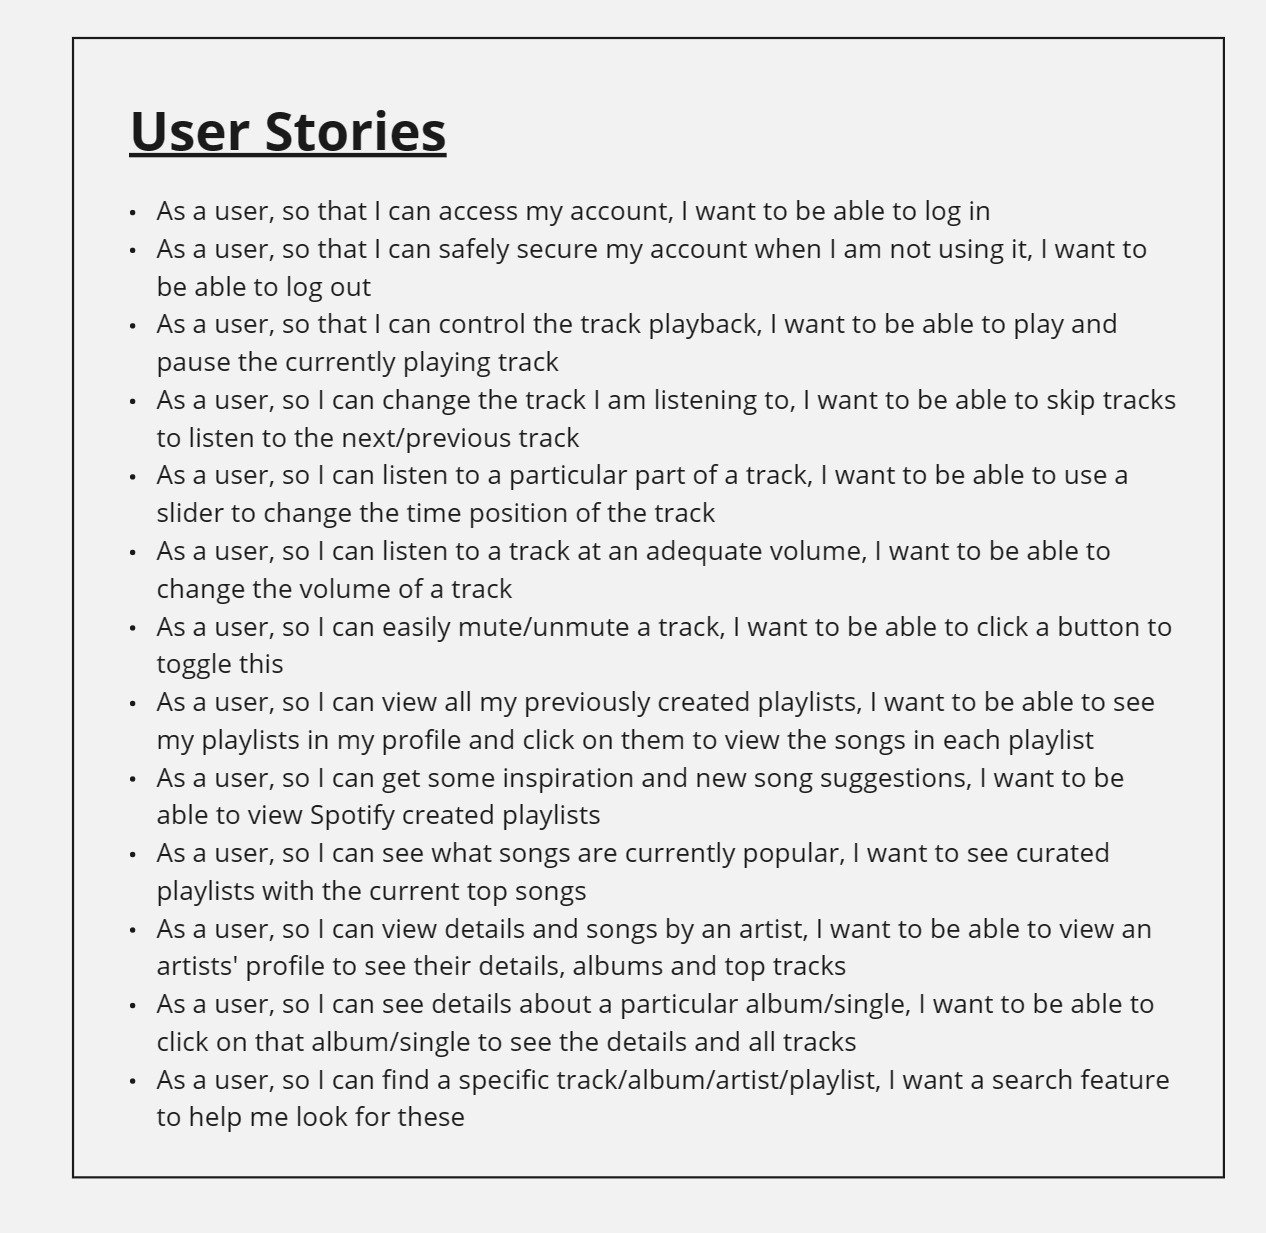 User Stories
• As a user, so that I can access my account, I want to be able to log in
• As a user, so that I can safely secure my account when I am not using it, I want to
be able to log out
• As a user, so that I can control the track playback, I want to be able to play and
pause the currently playing track
• As a user, so I can change the track I am listening to, I want to be able to skip tracks
to listen to the next/previous track
• As a user, so I can listen to a particular part of a track, I want to be able to use a
slider to change the time position of the track
• As a user, so I can listen to a track at an adequate volume, I want to be able to
change the volume of a track
• As a user, so I can easily mute/unmute a track, I want to be able to click a button to
toggle this
• As a user, so I can view all my previously created playlists, I want to be able to see
my playlists in my profile and click on them to view the songs in each playlist
• As a user, so I can get some inspiration and new song suggestions, I want to be
able to view Spotify created playlists
• As a user, so I can see what songs are currently popular, I want to see curated
playlists with the current top songs
• As a user, so I can view details and songs by an artist, I want to be able to view an
artists' profile to see their details, albums and top tracks
• As a user, so I can see details about a particular album/single, I want to be able to
click on that album/single to see the details and all tracks
• As a user, so I can find a specific track/album/artist/playlist, I want a search feature
to help me look for these